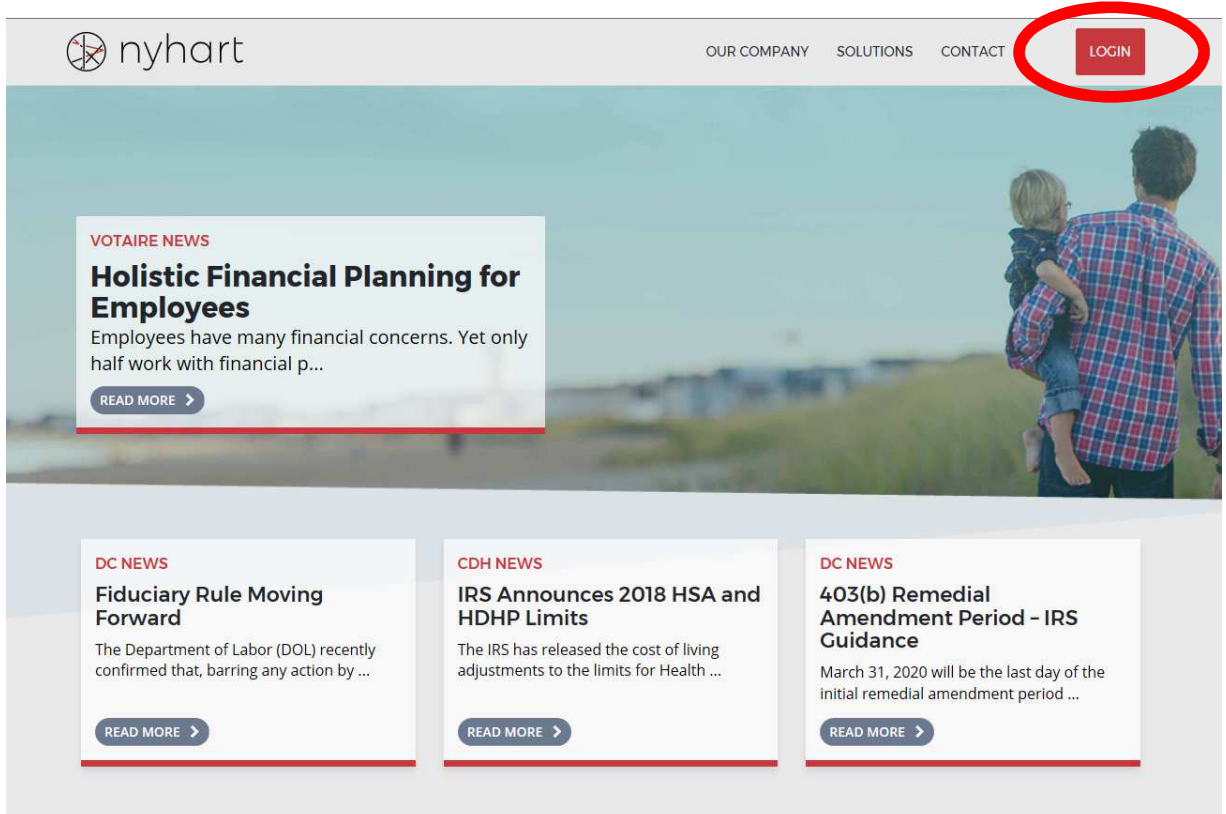 nyhart
OUR COMPANY SOLUTIONS CONTACT LOGIN
VOTAIRE NEWS
Holistic Financial Planning for
Employees
Employees have many financial concerns. Yet only
half work with financial p...
READ MORE
DC NEWS
Fiduciary Rule Moving
Forward
The Department of Labor (DOL) recently
confirmed that, barring any action by ...
READ MORE
CDH NEWS
IRS Announces 2018 HSA and
HDHP Limits
The IRS has released the cost of living
adjustments to the limits for Health ...
READ MORE
DC NEWS
403(b) Remedial
Amendment Period – IRS
Guidance
March 31, 2020 will be the last day of the
initial remedial amendment period ...
READ MORE